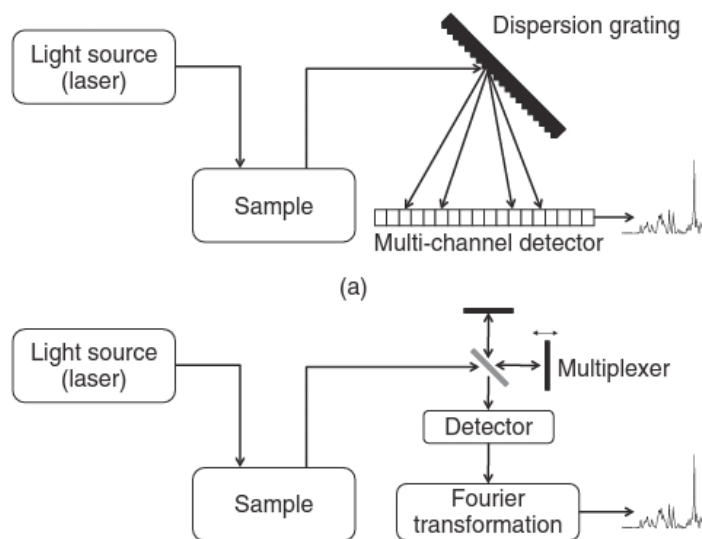 Dispersion grating
Light source
(laser)
Sample
Multi-channel detector
(a)
Light source
(laser)
Multiplexer
Detector
Sample
Fourier
transformation